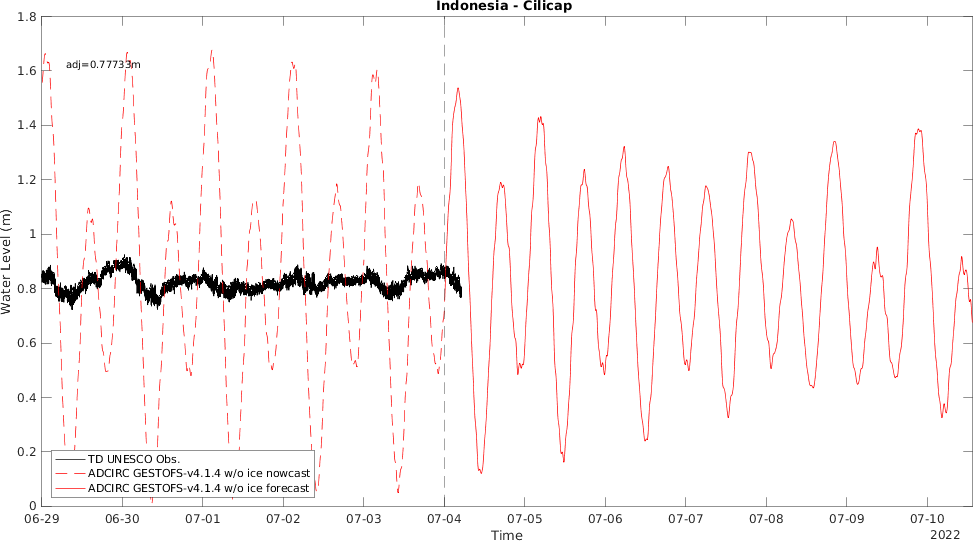 Indonesia - Cilicap
1.8
1.6
1.4
1.2
1
0.8
0.6
0.4
0.2
0
Water Level (m)
adj=0.77733m
TD UNESCO Obs.
ADCIRC GESTOFS-v4.1.4 w/o ice nowcast
ADCIRC GESTOFS-v4.1.4 w/o ice forecast
06-29 06-30 07-01 07-02 07-03 07-04 07-05 07-06 07-07 07-08 07-09 07-10
Time
2022